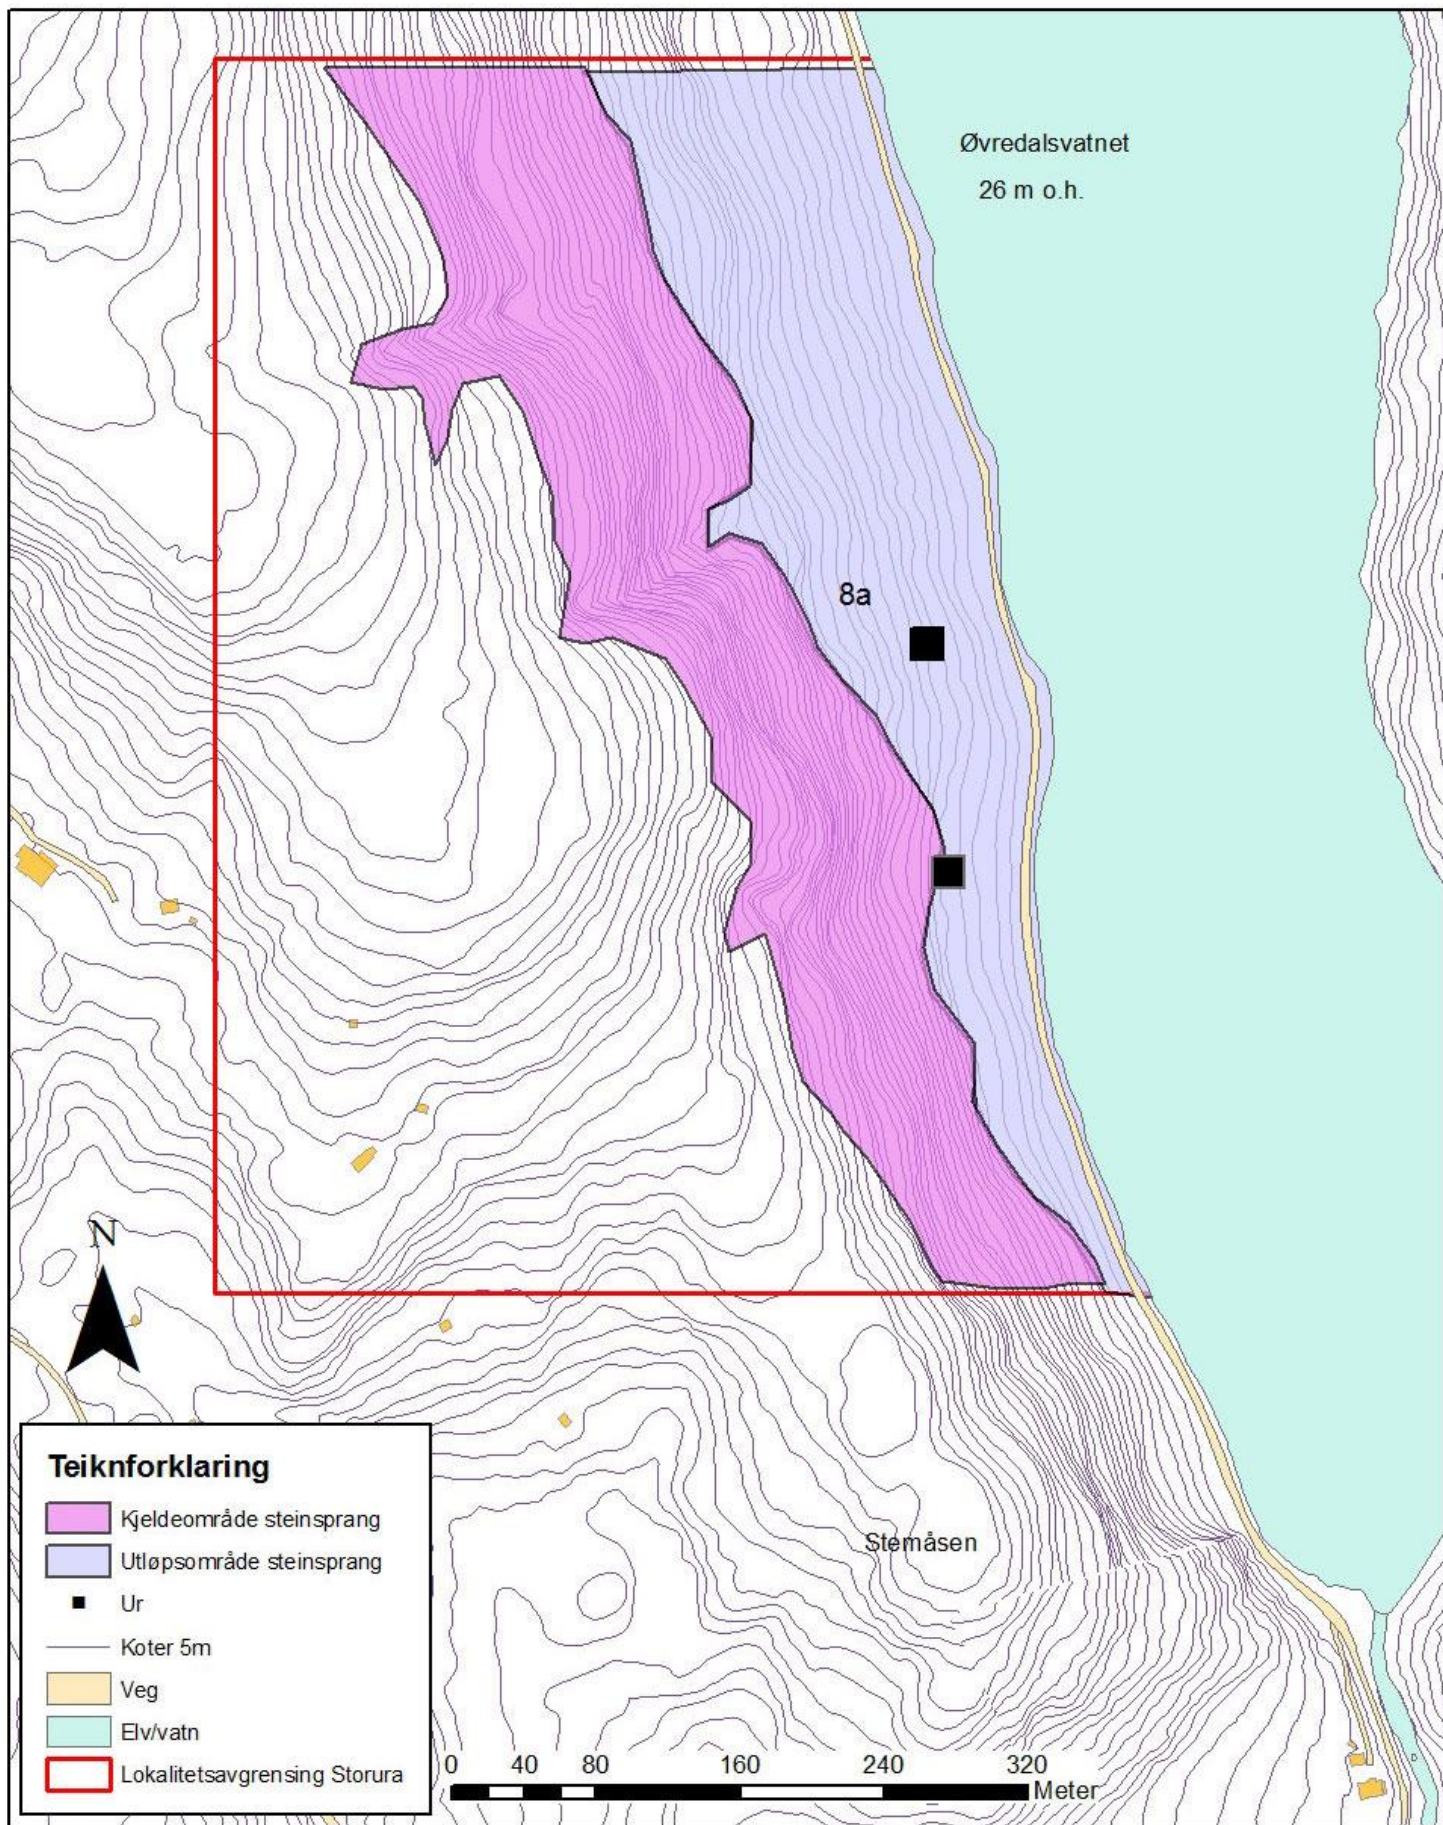 Øvredalsvatnet
26 m o.h.
8a
N
Stemåsen
Teiknforklaring
Kjeldeområde steinsprang
Utløpsområde steinsprang
Ur
Koter 5m
Veg
Elv/vatn
Lokalitetsavgrensing Storura
0 40 80 160 240 320
Meter